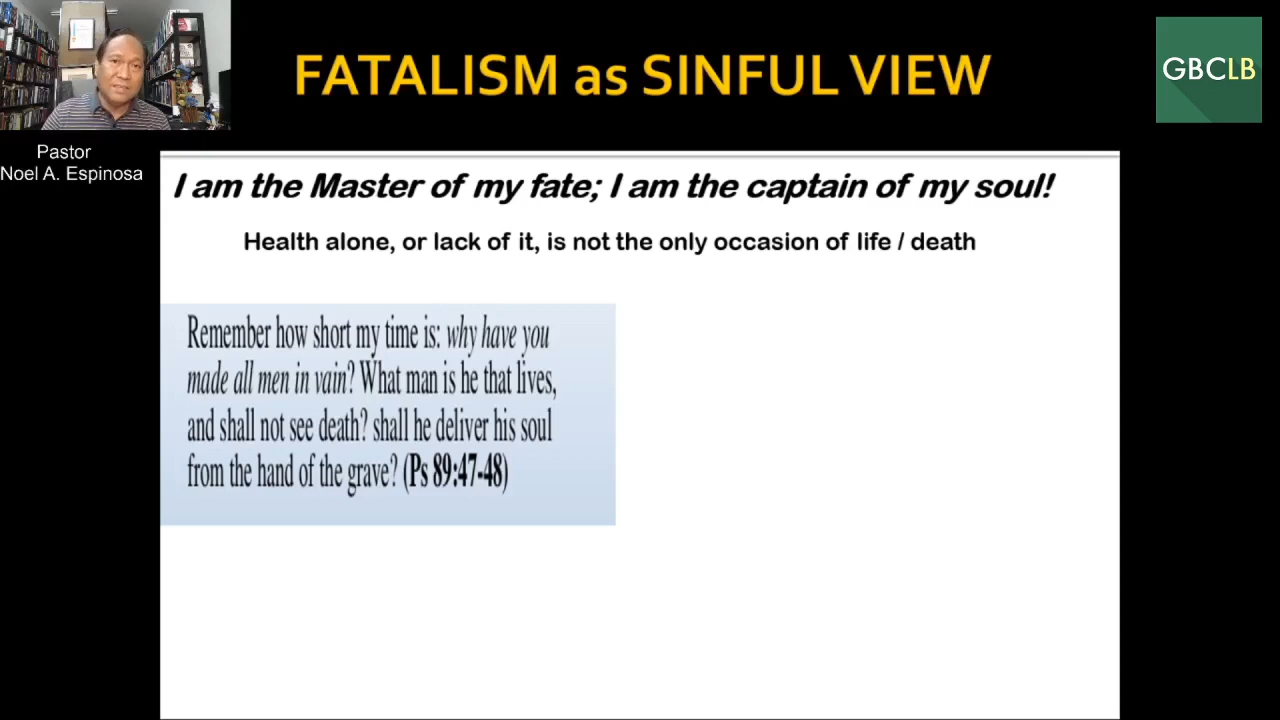 FATALISM as SINFUL VIEW
GBCLB
Pastor
Noel A. Espinosa
I am the Master of my fate; I am the captain of my soul!
Health alone, or lack of it, is not the only occasion of life / death
Remember how short my time is: why have you
made all men in vain? What man is he that lives,
and shall not see death? shall he deliver his soul
from the hand of the grave? (Ps 89:47-48)